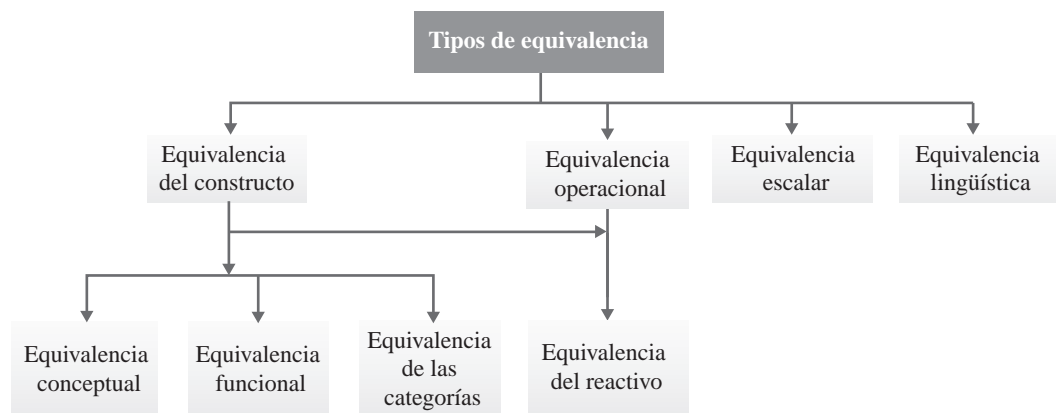 Tipos de equivalencia
Equivalencia
del constructo
Equivalencia
operacional
Equivalencia
escalar
Equivalencia
lingüística
Equivalencia
conceptual
Equivalencia
funcional
Equivalencia
de las
categorías
Equivalencia
del reactivo